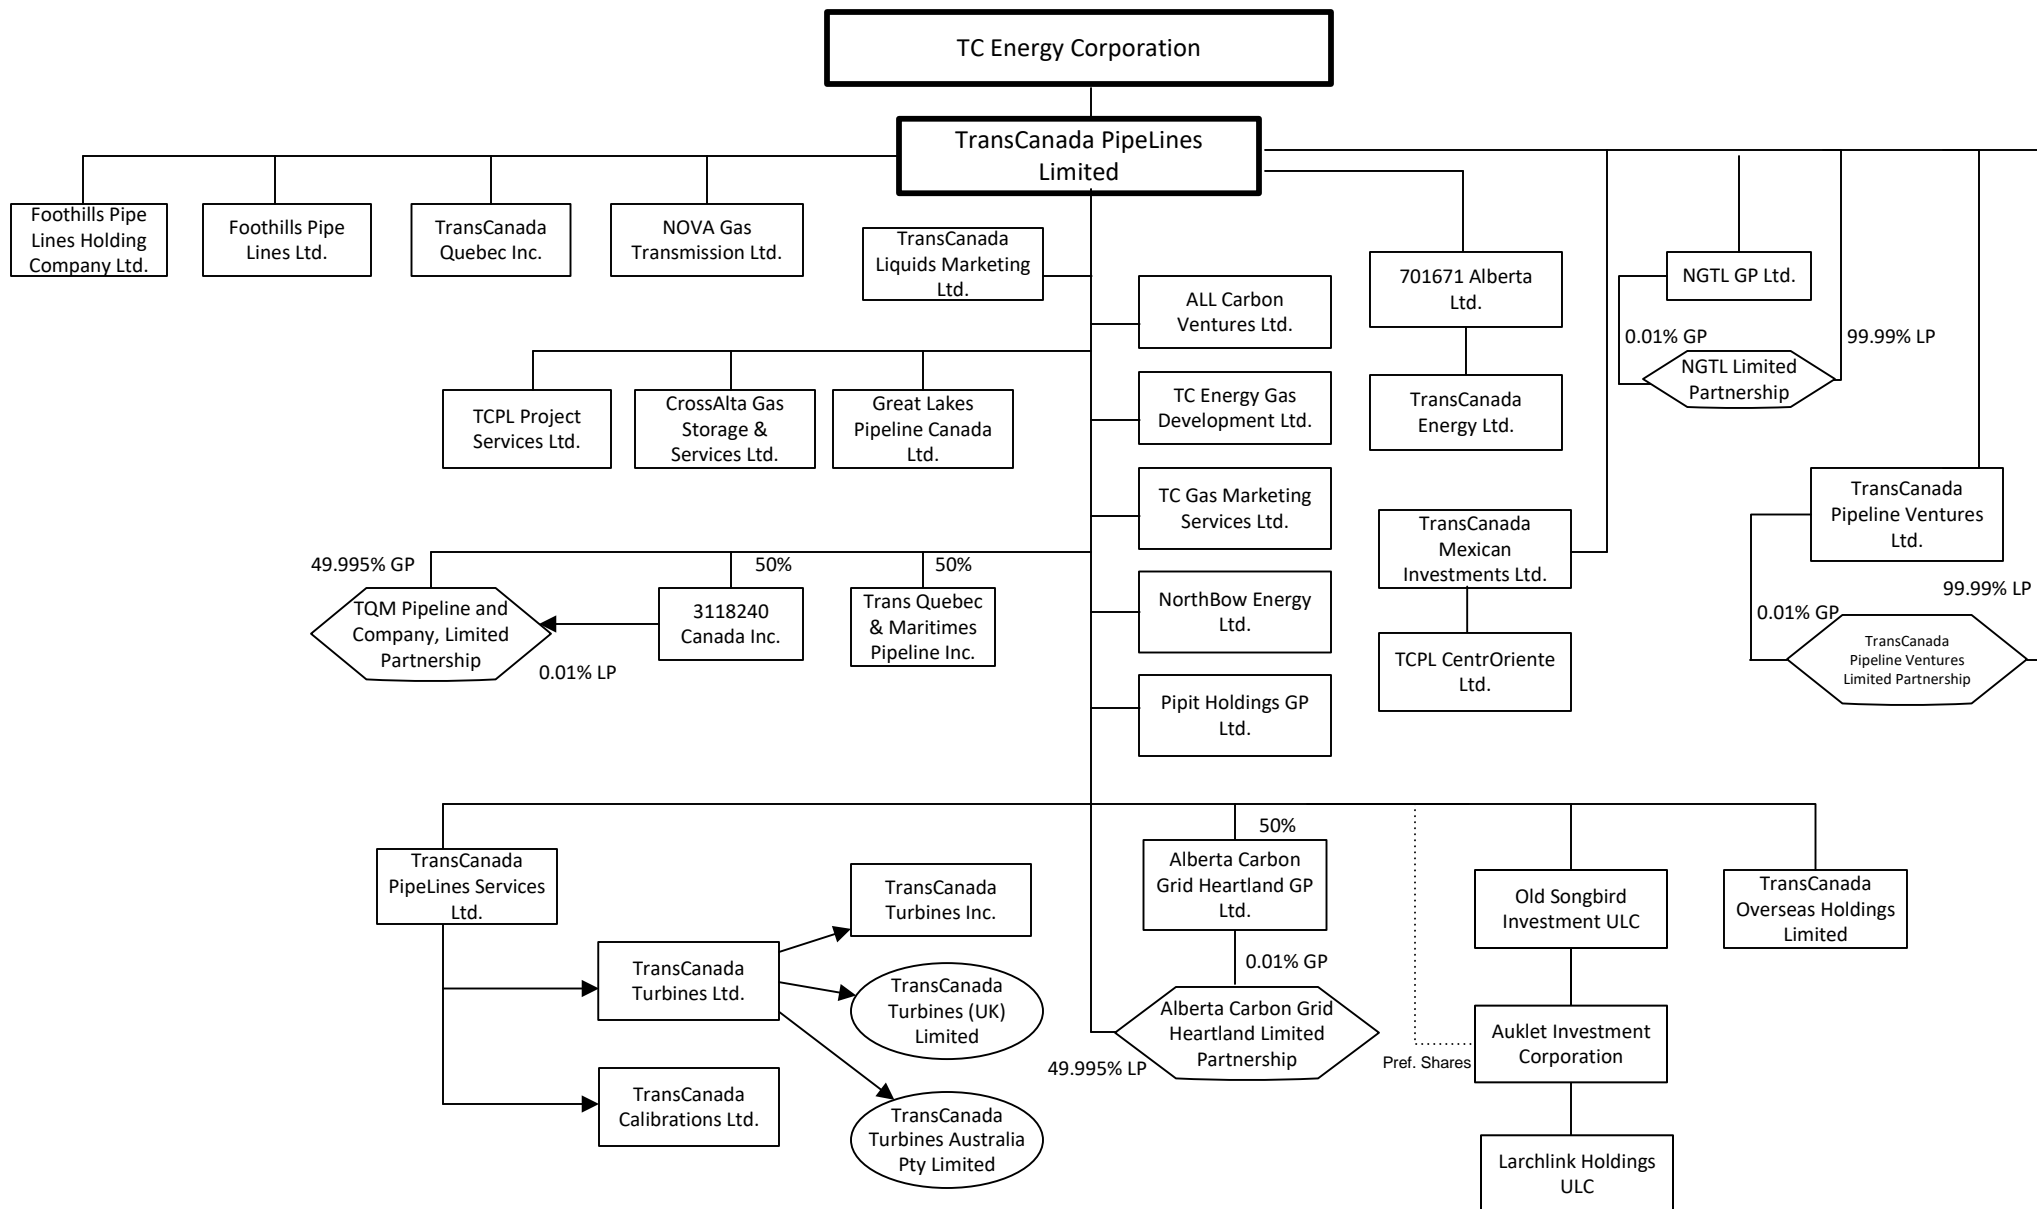 TC Energy Corporation
TransCanada PipeLines
Limited
Foothills Pipe
Lines Holding
Company Ltd.
Foothills Pipe
Lines Ltd.
TransCanada
Quebec Inc.
NOVA Gas
Transmission Ltd.
TransCanada
Liquids Marketing
Ltd.
ALL Carbon
Ventures Ltd.
701671 Alberta
Ltd.
NGTL GP Ltd.
0.01% GP
99.99% LP
NGTL Limited
Partnership
TCPL Project
Services Ltd.
CrossAlta Gas
Storage &
Services Ltd.
Great Lakes
Pipeline Canada
Ltd.
TC Energy Gas
Development Ltd.
TransCanada
Energy Ltd.
TC Gas Marketing
Services Ltd.
TransCanada
Mexican
Investments Ltd.
TransCanada
Pipeline Ventures
Ltd.
49.995% GP
50%
50%
TQM Pipeline and
Company, Limited
Partnership
0.01% LP
3118240
Canada Inc.
Trans Quebec
& Maritimes
Pipeline Inc.
NorthBow Energy
Ltd.
TCPL CentrOriente
Ltd.
99.99% LP
0.01% GP
TransCanada
Pipeline Ventures
Limited Partnership
Pipit Holdings GP
Ltd.
TransCanada
PipeLines Services
Ltd.
TransCanada
Turbines Inc.
50%
Alberta Carbon
Grid Heartland GP
Ltd.
Old Songbird
Investment ULC
TransCanada
Overseas Holdings
Limited
TransCanada
Turbines Ltd.
TransCanada
Turbines (UK)
Limited
0.01% GP
Alberta Carbon Grid
Heartland Limited
Partnership
49.995% LP
Pref. Shares
Auklet Investment
Corporation
TransCanada
Calibrations Ltd.
TransCanada
Turbines Australia
Pty Limited
Larchlink Holdings
ULC